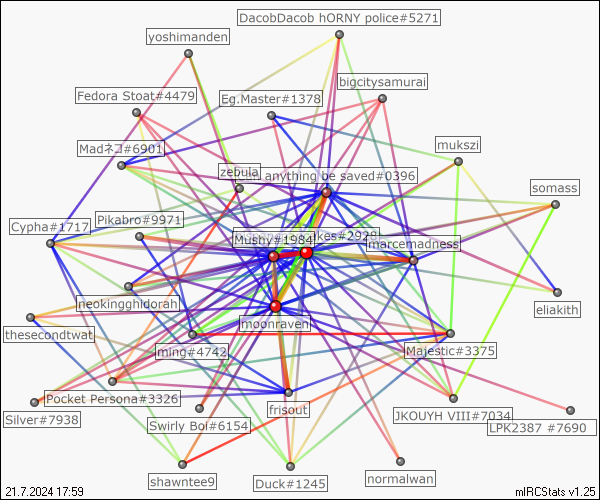 DacobDacob hORNY police#5271
yoshimanden
bigcitysamurai
Fedora Stoat#4479
Eg.Master#1378
mukszi
Madネコ#6901
zebula
anything be saved#0396
somass
Pikabro#9971
Cypha#1717
Mushy#1984
kes#2928
marcemadness
eliakith
neokingghidorah
moonraven
thesecondtwat
ming#4742
Majestic#3375
Pocket Persona#3326
frisout
Silver#7938
JKOUYH VIII#7034
Swirly Boi#6154
LPK2387 #7690
shawntee9
Duck#1245
normalwan
21.7.2024 17:59
mIRCStats v1.25